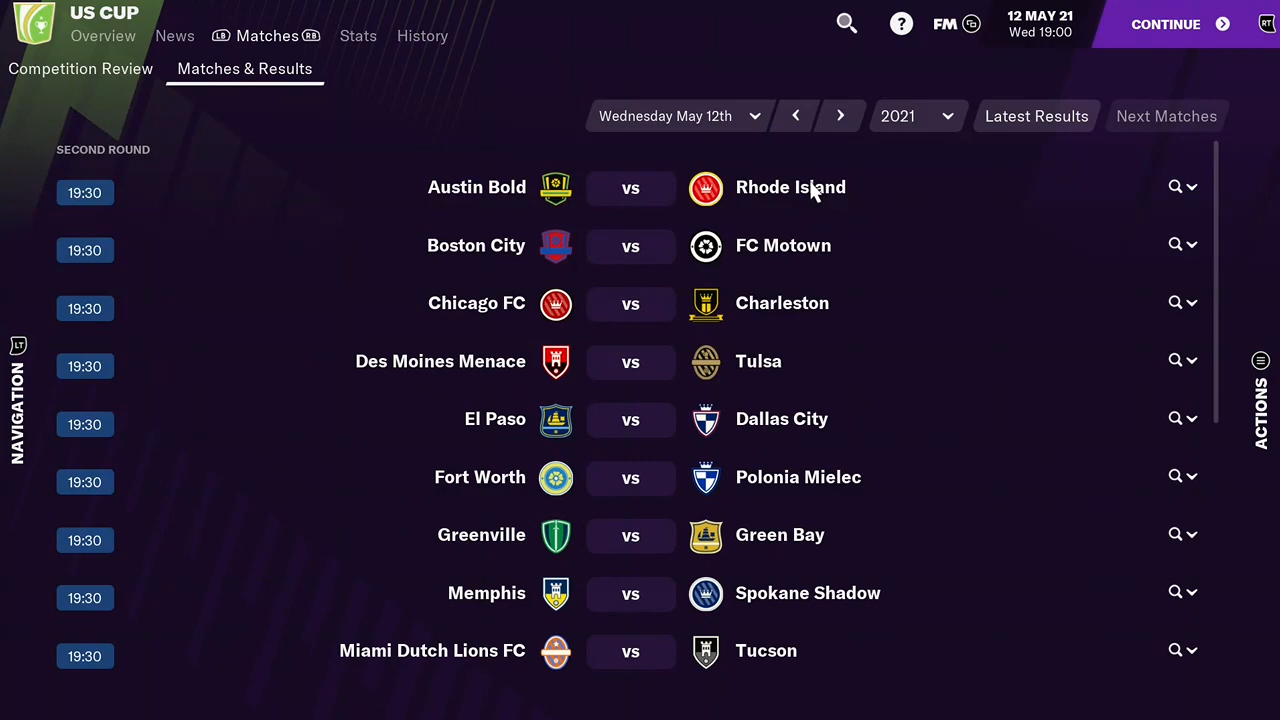 US CUP
Overview News LB Matches RB Stats History
FM
12 MAY 21
Wed 19:00
CONTINUE RT
Competition Review Matches & Results
Wednesday May 12th 2021 Latest Results Next Matches
SECOND ROUND
19:30 Austin Bold vs Rhode Island
19:30 Boston City vs FC Motown
19:30 Chicago FC vs Charleston
19:30 Des Moines Menace vs Tulsa
19:30 El Paso vs Dallas City
19:30 Fort Worth vs Polonia Mielec
19:30 Greenville vs Green Bay
19:30 Memphis vs Spokane Shadow
19:30 Miami Dutch Lions FC vs Tucson
NAVIGATION LT
ACTIONS